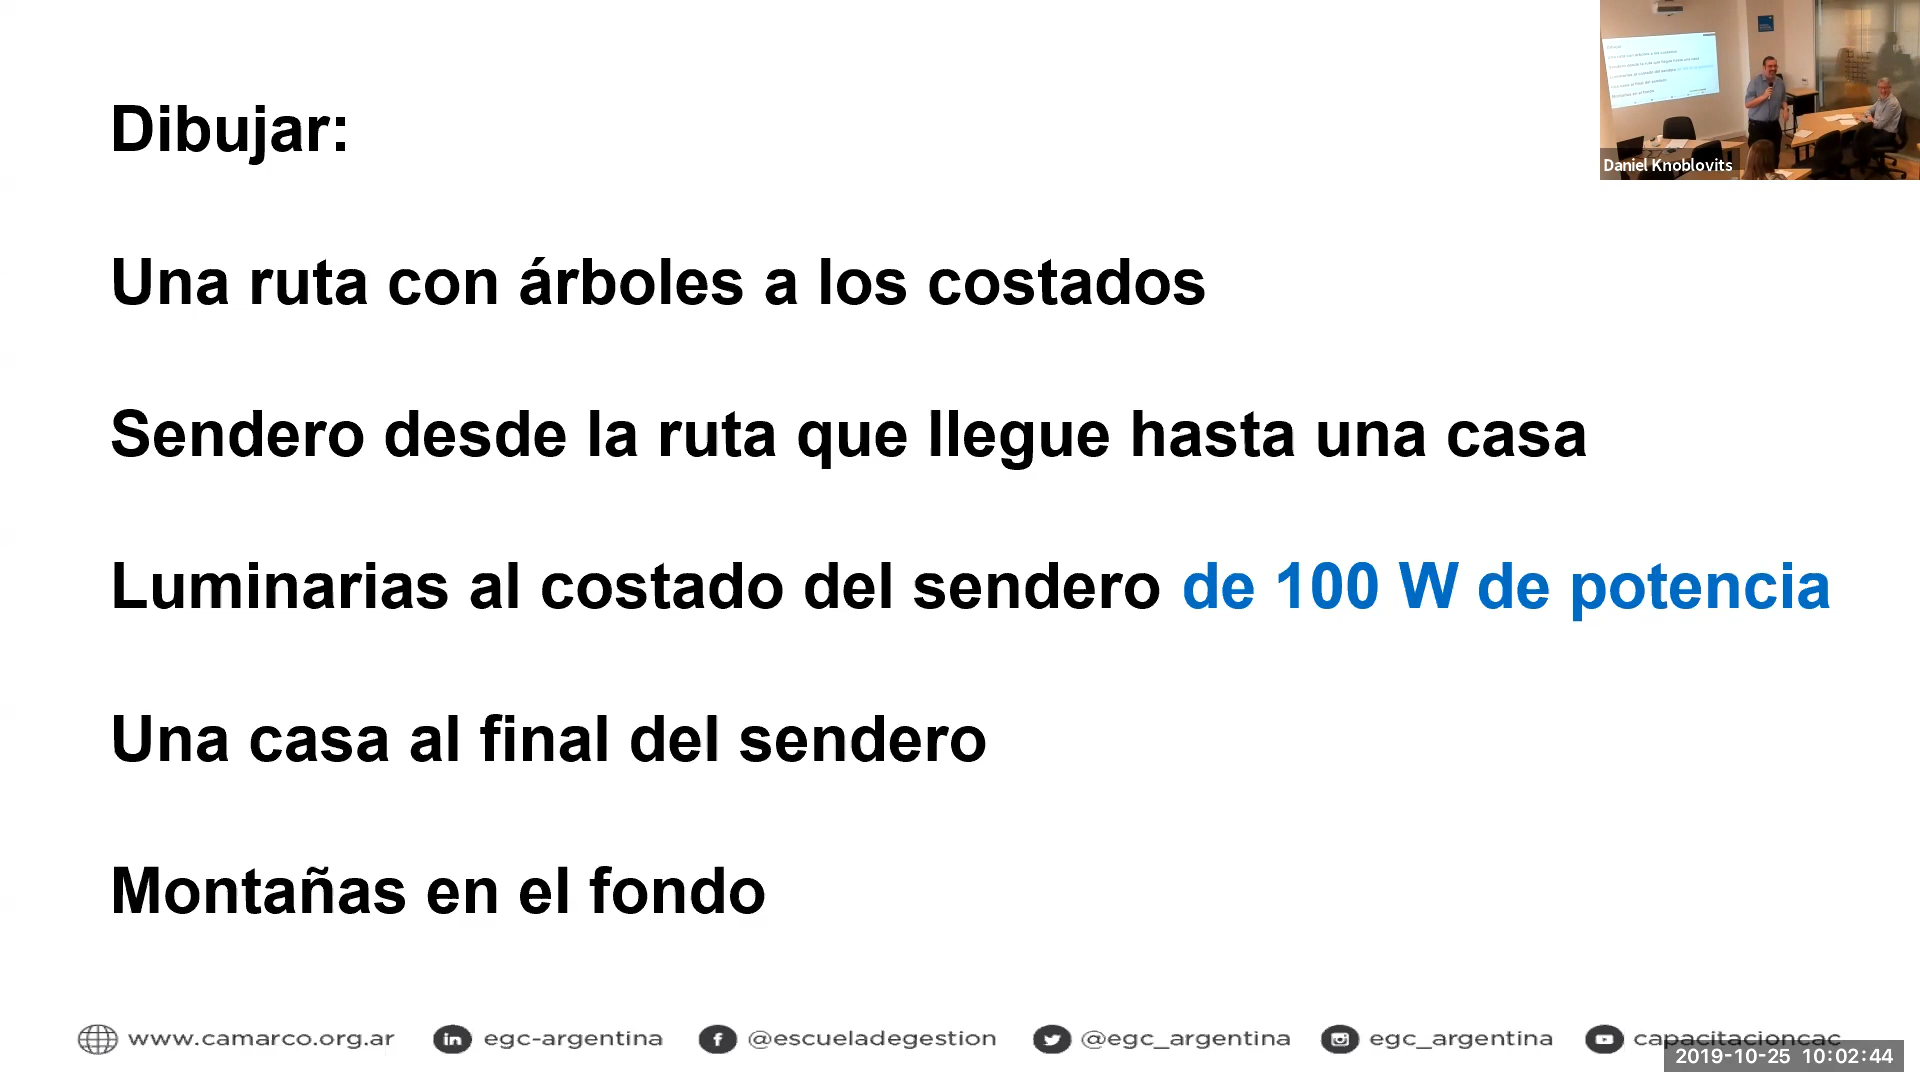 Dibujar:
Una ruta con árboles a los costados
Sendero desde la ruta que llegue hasta una casa
Luminarias al costado del sendero de 100 W de potencia
Una casa al final del sendero
Montañas en el fondo
Daniel Knoblovits
www.camarco.org.ar egc-argentina @escueladegestion @egc_argentina egc_argentina capacitacioncac
2019-10-25 10:02:44